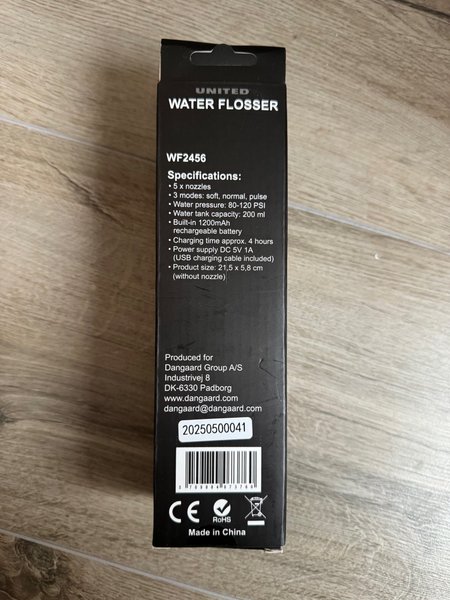 UNITED
WATER FLOSSER
WF2456
Specifications:
• 5 x nozzles
• 3 modes: soft, normal, pulse
• Water pressure: 80-120 PSI
• Water tank capacity: 200 ml
• Built-in 1200mAh
rechargeable battery
• Charging time approx. 4 hours
• Power supply DC 5V 1A
(USB charging cable included)
• Product size: 21,5 x 5,8 cm
(without nozzle)
Produced for
Dangaard Group A/S
Industrivej 8
DK-6330 Padborg
www.dangaard.com
dangaard@dangaard.com
20250500041
CE RoHS
Made in China